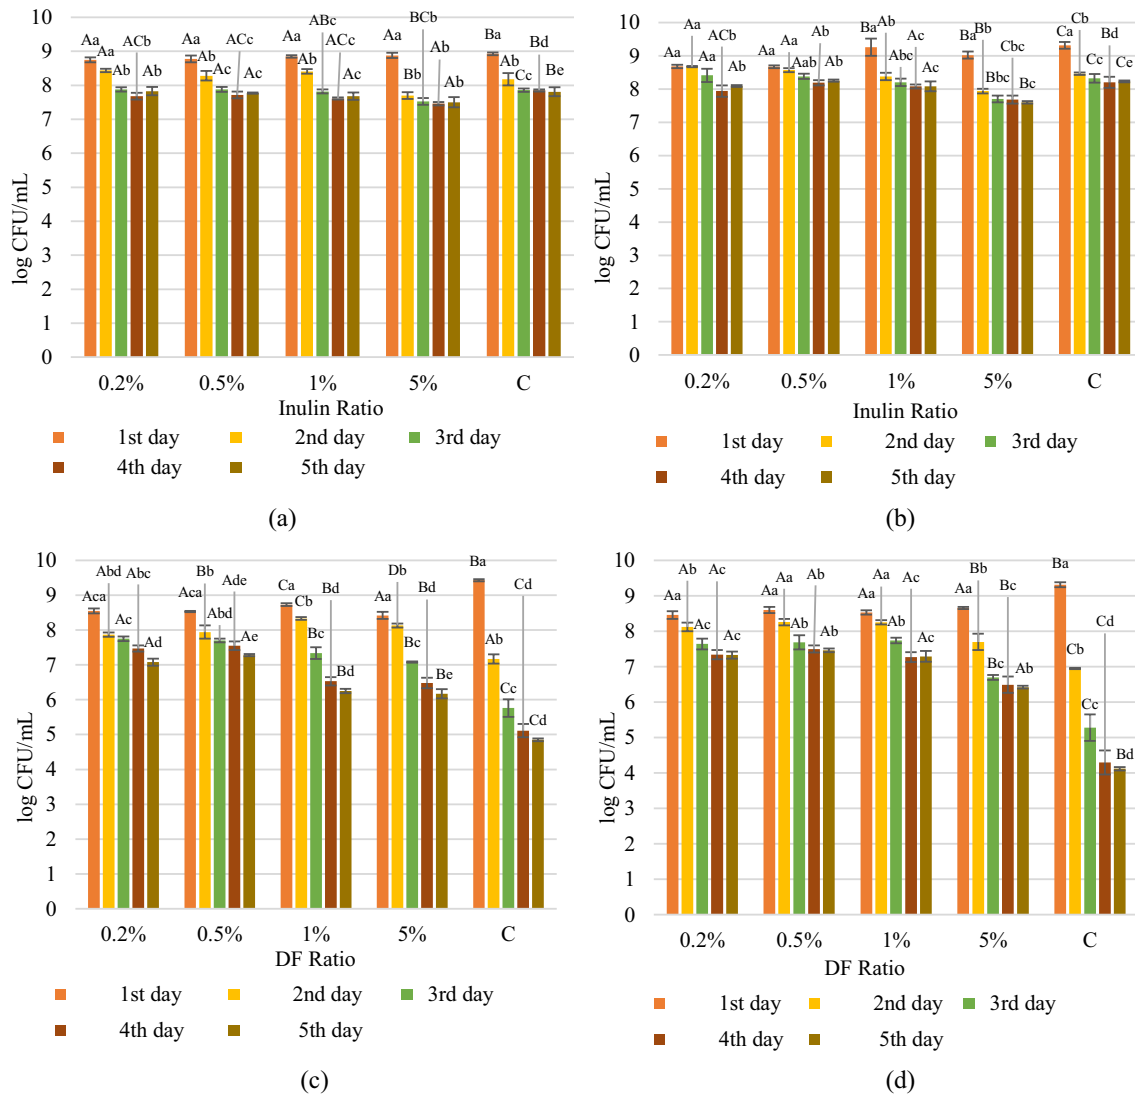 10
9
8
7
6
5
4
3
2
1
0
log CFU/mL
Aa Aa Ab ACb Ab
Aa Ab Ac ACc Ac
Aa Ab ABc ACc Ac
Aa Bb BCb Ab Ab
Ba Ab Cc Bd Be
0.2% 0.5% 1% 5% C
Inulin Ratio
1st day 2nd day 3rd day
4th day 5th day
(a)
10
9
8
7
6
5
4
3
2
1
0
log CFU/mL
Aa Aa Aa ACb Ab
Aa Aa Aab Ab Ab
Ca Ab Abc Ac Ac
Ba Bb Bbc Cbc Bc
Ca Cb Cc Bd Ce
0.2% 0.5% 1% 5% C
Inulin Ratio
1st day 2nd day 3rd day
4th day 5th day
(b)
10
9
8
7
6
5
4
3
2
1
0
log CFU/mL
Aca Abd Ac Abc Ad
Aca Bb Abd Ade Ae
Ca Cb Bc Bd Bd
Aa Db Bc Bd Be
Ba Ab Cc Cd Cd
0.2% 0.5% 1% 5% C
DF Ratio
1st day 2nd day 3rd day
4th day 5th day
(c)
10
9
8
7
6
5
4
3
2
1
0
log CFU/mL
Aa Ab Ac Ac Ac
Aa Aa Ab Ab Ab
Aa Aa Ab Ac Ac
Aa Bb Bc Bc Ab
Ba Cb Cc Cd Bd
0.2% 0.5% 1% 5% C
DF Ratio
1st day 2nd day 3rd day
4th day 5th day
(d)